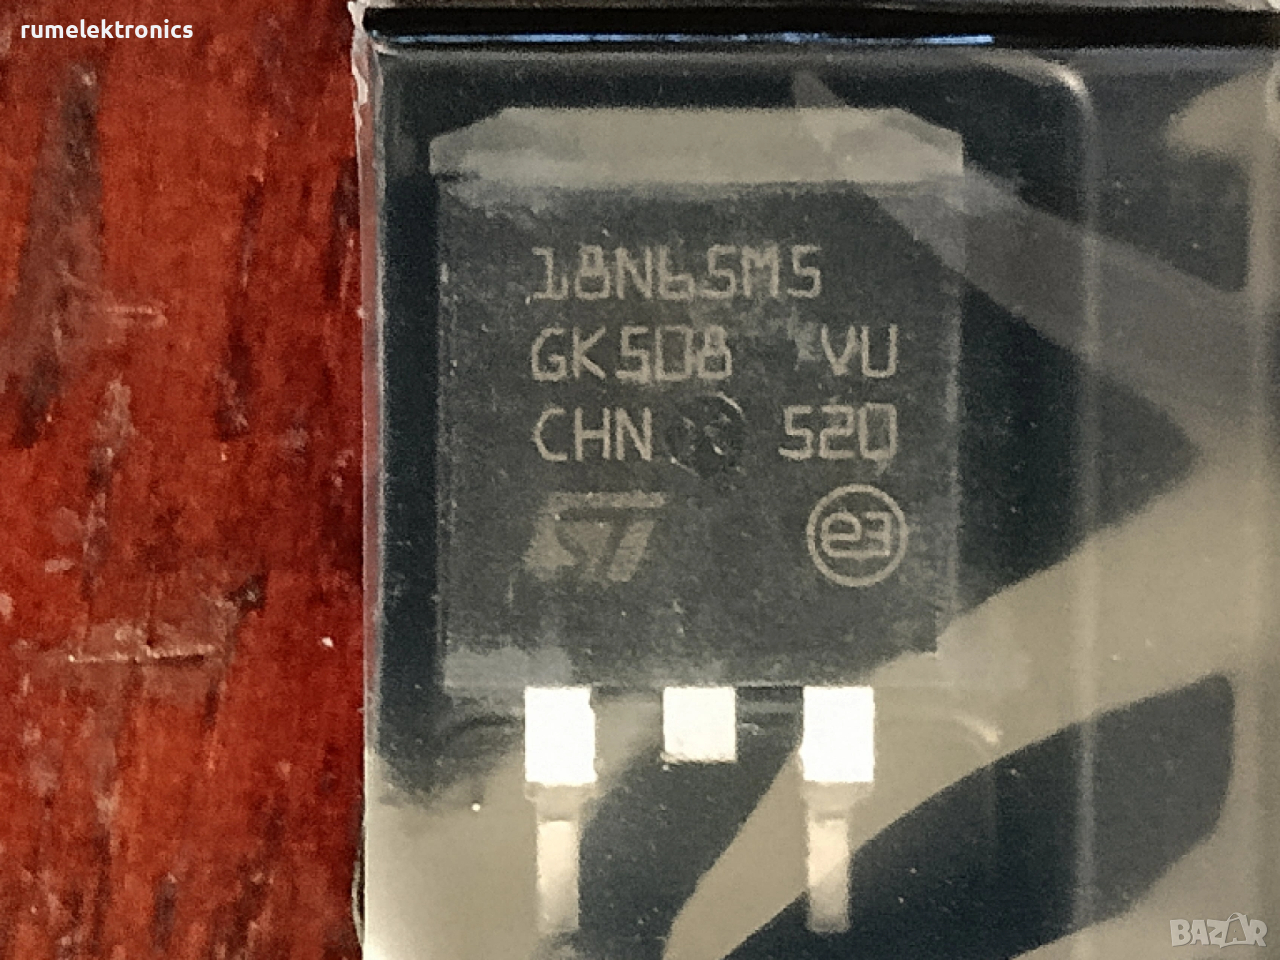 rumelektronics
18N65M5
GK508 VU
CHN 520
ST e3
BAZAR